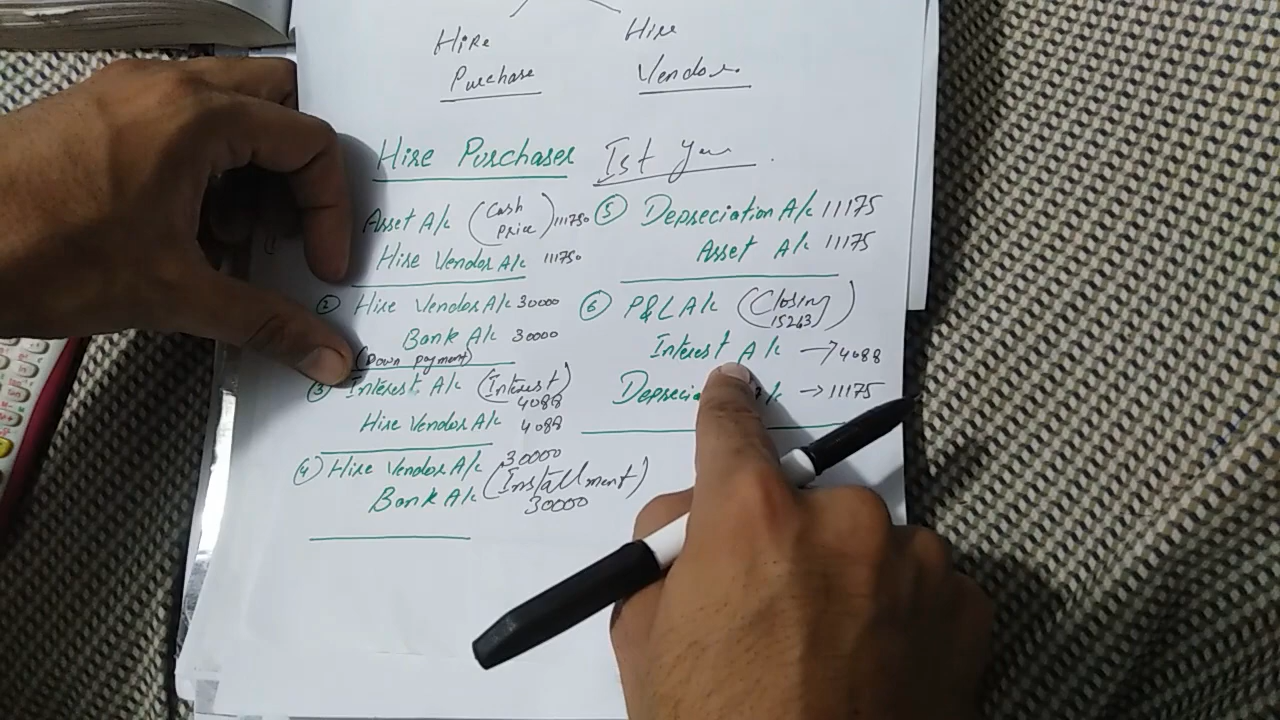 Hire
Purchase
Hire
Vendor.
Hire Purchaser Ist Year.
Asset A/c (Cash price) 111750
Hire Vendor A/c 111750
② Hire Vendor A/c 30000
Bank A/c 30000
(Down payment)
③ Interest A/c (Interest) 4088
Hire Vendor A/c 4088
④ Hire Vendor A/c 30000
Bank A/c (Installment) 30000
⑤ Depreciation A/c 11175
Asset A/c 11175
⑥ P&L A/c (Closing 15263)
Interest A/c → 4088
→ 11175